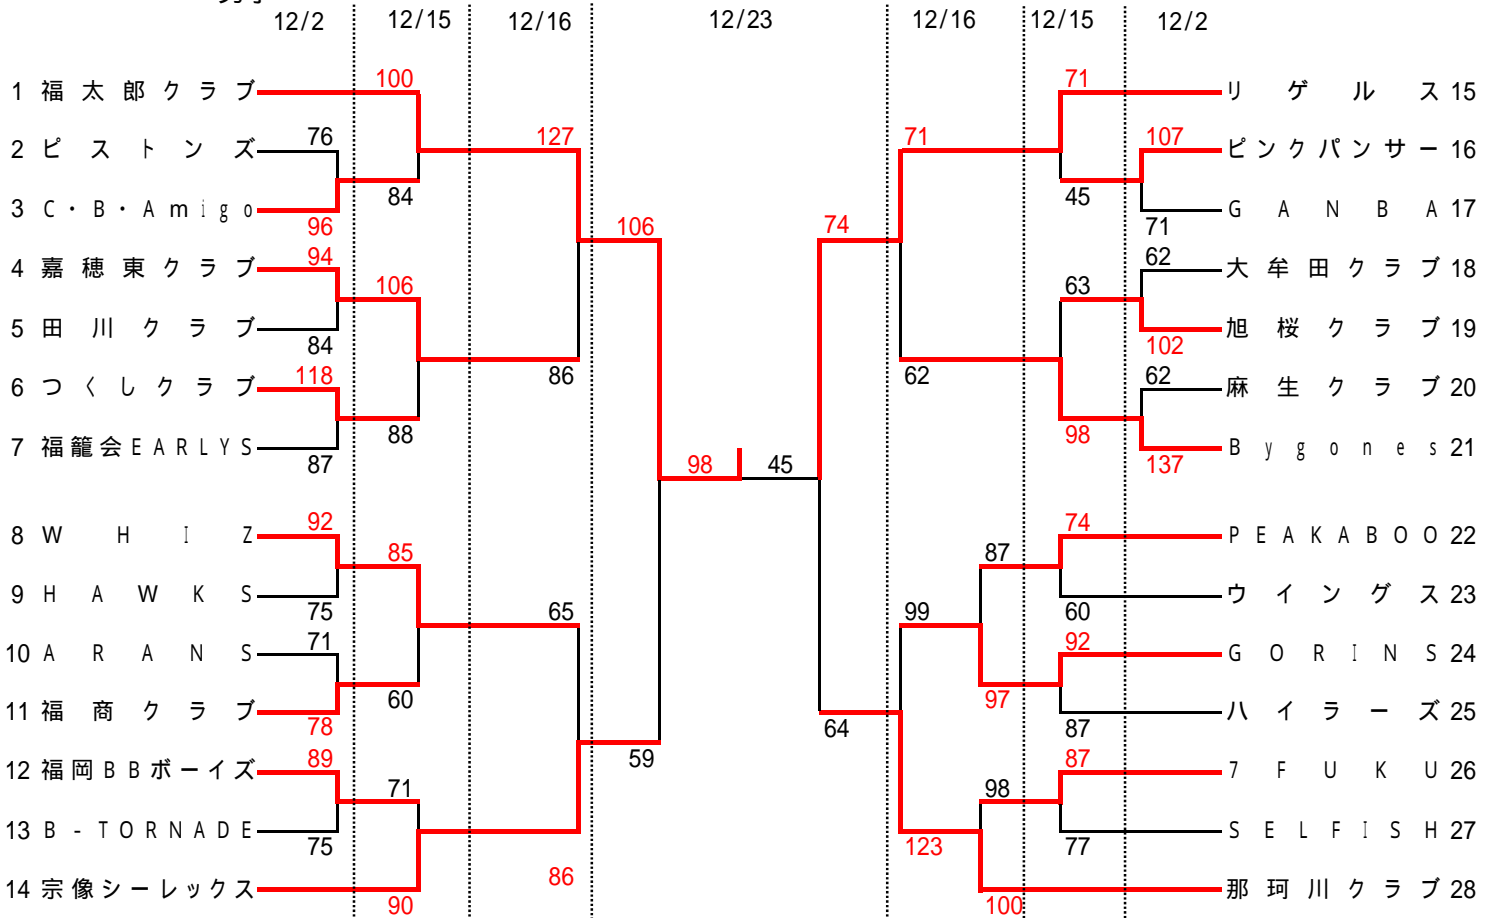 12/2 12/15 12/16 12/23 12/16 12/15 12/2
100 71
1 福太郎クラブ リゲルス 15
76 127 71 107
2 ピストンズ ピンクパンサー 16
84 45
3 C・B・Amigo GANBA 17
96 106 74 71
94 62
4 嘉穂東クラブ 大牟田クラブ 18
106 63
5 田川クラブ 旭桜クラブ 19
84 102
118 86 62 62
6 つくしクラブ 麻生クラブ 20
88 98
7 福籠会EARLYS Bygones 21
87 98 45 137
92 74
8 WHIZ PEAKABOO 22
85 87
9 HAWKS ウイングス 23
75 65 99 60
71 92
10 ARANS GORINS 24
60 97
11 福商クラブ ハイラーズ 25
78 64 87
89 59 87
12 福岡BBボーイズ 7FUKU 26
71 98
13 B-TORNADE SELFISH 27
75 123 77
86
14 宗像シーレックス 那珂川クラブ 28
90 100